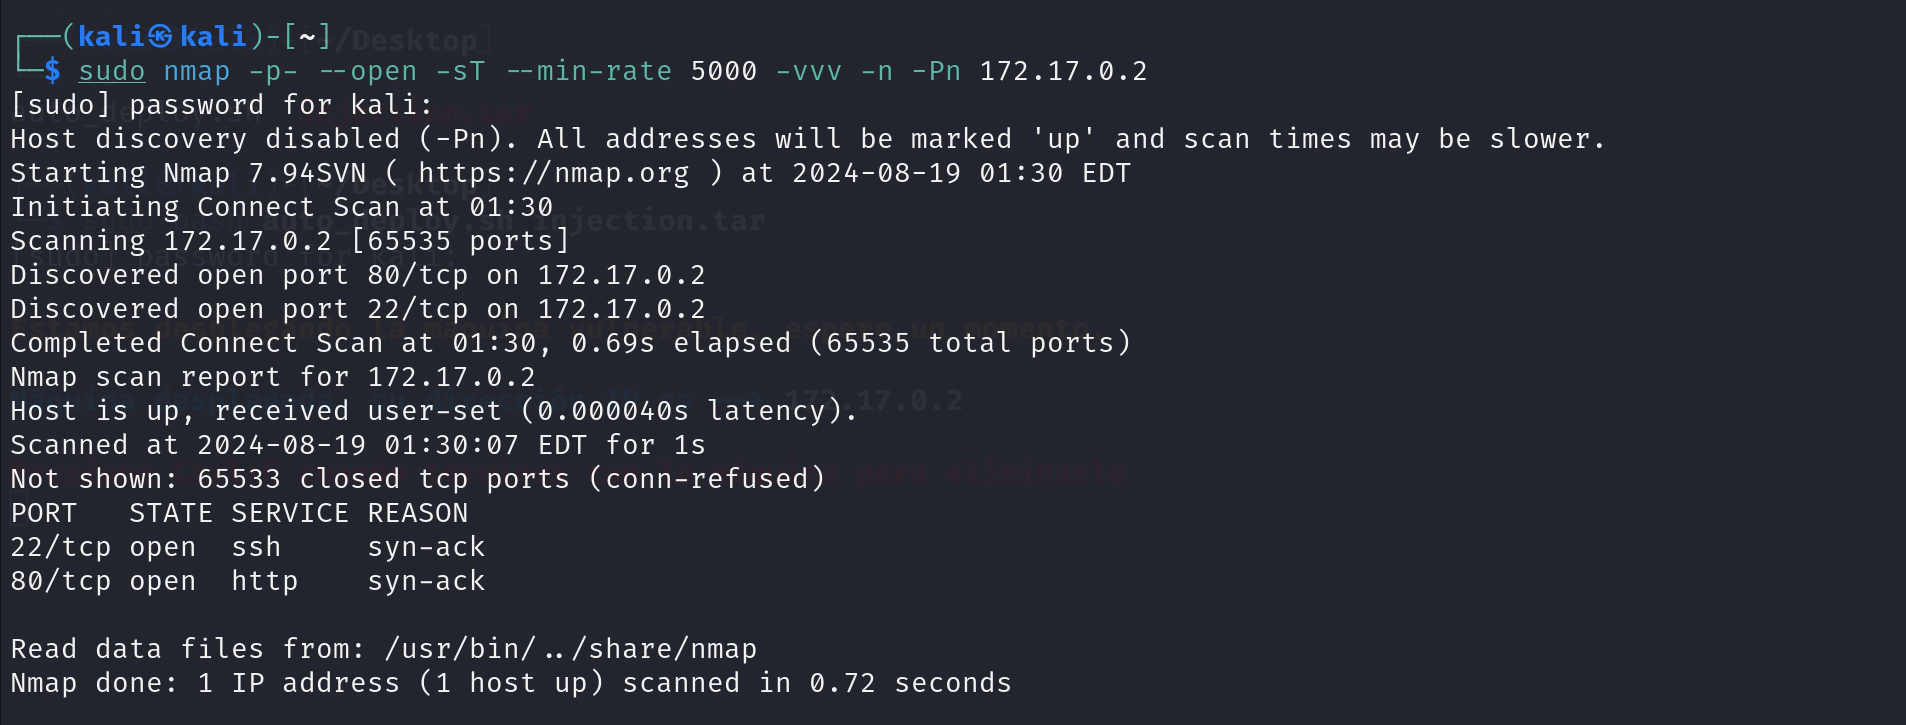 ┌──(kali㉿kali)-[~]
└─$ sudo nmap -p- --open -sT --min-rate 5000 -vvv -n -Pn 172.17.0.2
[sudo] password for kali:
Host discovery disabled (-Pn). All addresses will be marked 'up' and scan times may be slower.
Starting Nmap 7.94SVN ( https://nmap.org ) at 2024-08-19 01:30 EDT
Initiating Connect Scan at 01:30
Scanning 172.17.0.2 [65535 ports]
Discovered open port 80/tcp on 172.17.0.2
Discovered open port 22/tcp on 172.17.0.2
Completed Connect Scan at 01:30, 0.69s elapsed (65535 total ports)
Nmap scan report for 172.17.0.2
Host is up, received user-set (0.000040s latency).
Scanned at 2024-08-19 01:30:07 EDT for 1s
Not shown: 65533 closed tcp ports (conn-refused)
PORT   STATE SERVICE REASON
22/tcp open  ssh     syn-ack
80/tcp open  http    syn-ack
Read data files from: /usr/bin/../share/nmap
Nmap done: 1 IP address (1 host up) scanned in 0.72 seconds